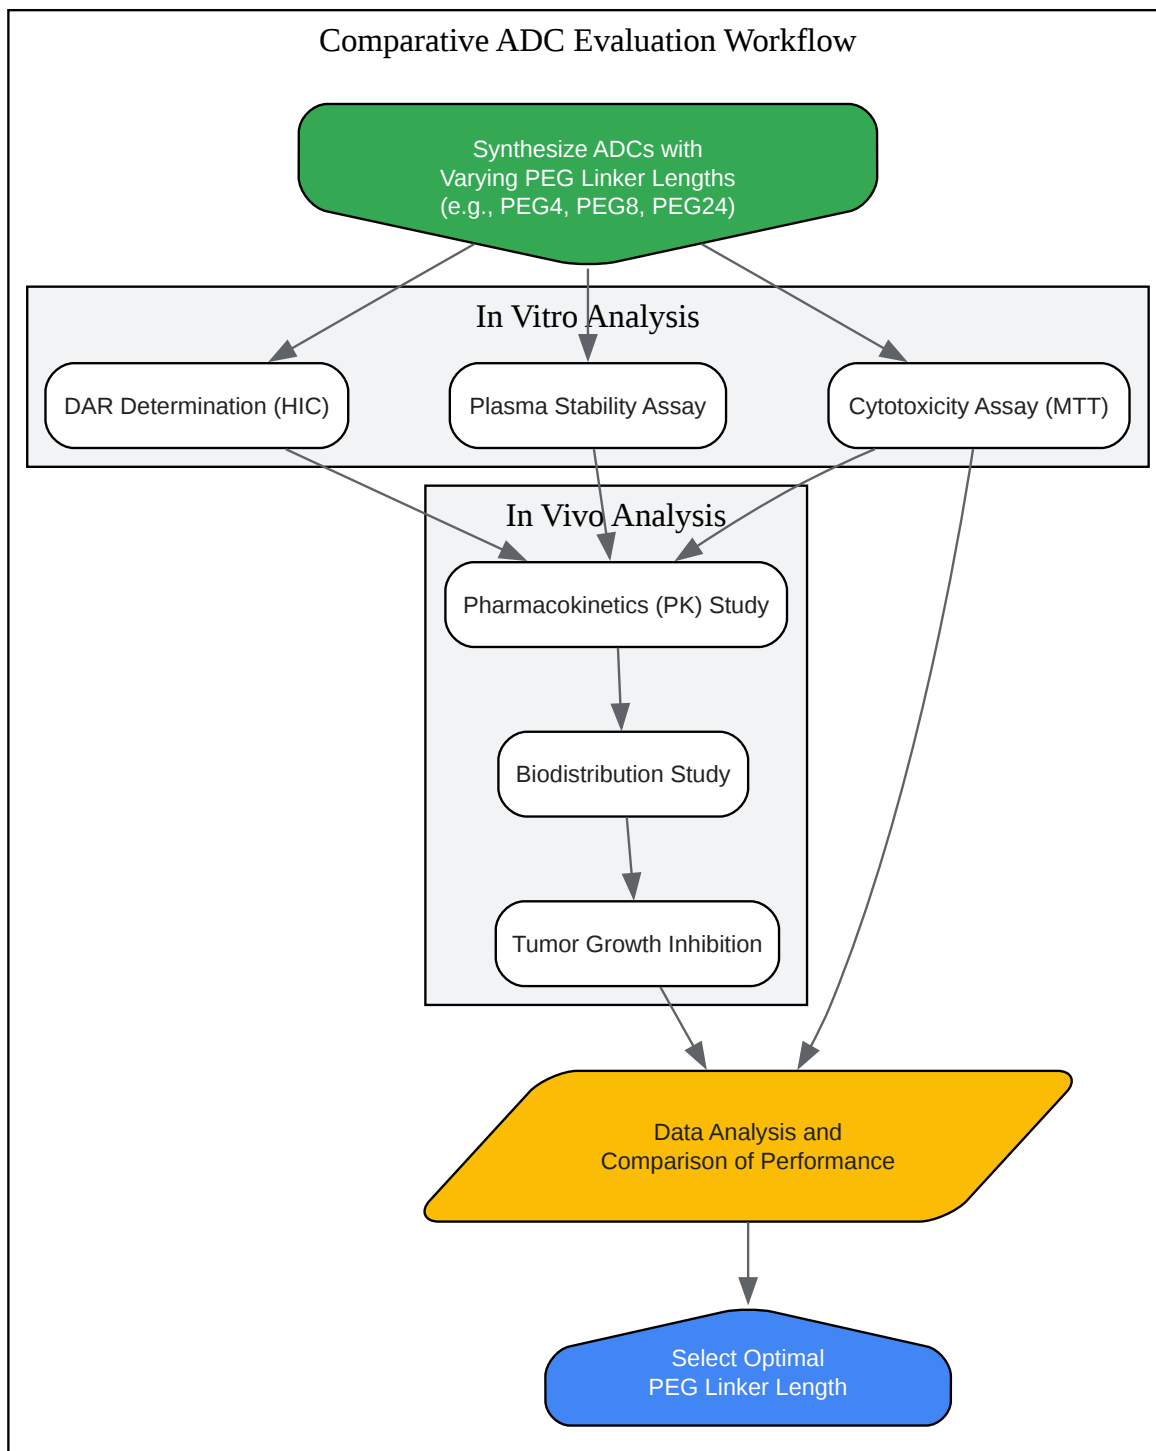 Comparative ADC Evaluation Workflow
Synthesize ADCs with
Varying PEG Linker Lengths
(e.g., PEG4, PEG8, PEG24)
In Vitro Analysis
DAR Determination (HIC)
Plasma Stability Assay
Cytotoxicity Assay (MTT)
In Vivo Analysis
Pharmacokinetics (PK) Study
Biodistribution Study
Tumor Growth Inhibition
Data Analysis and
Comparison of Performance
Select Optimal
PEG Linker Length